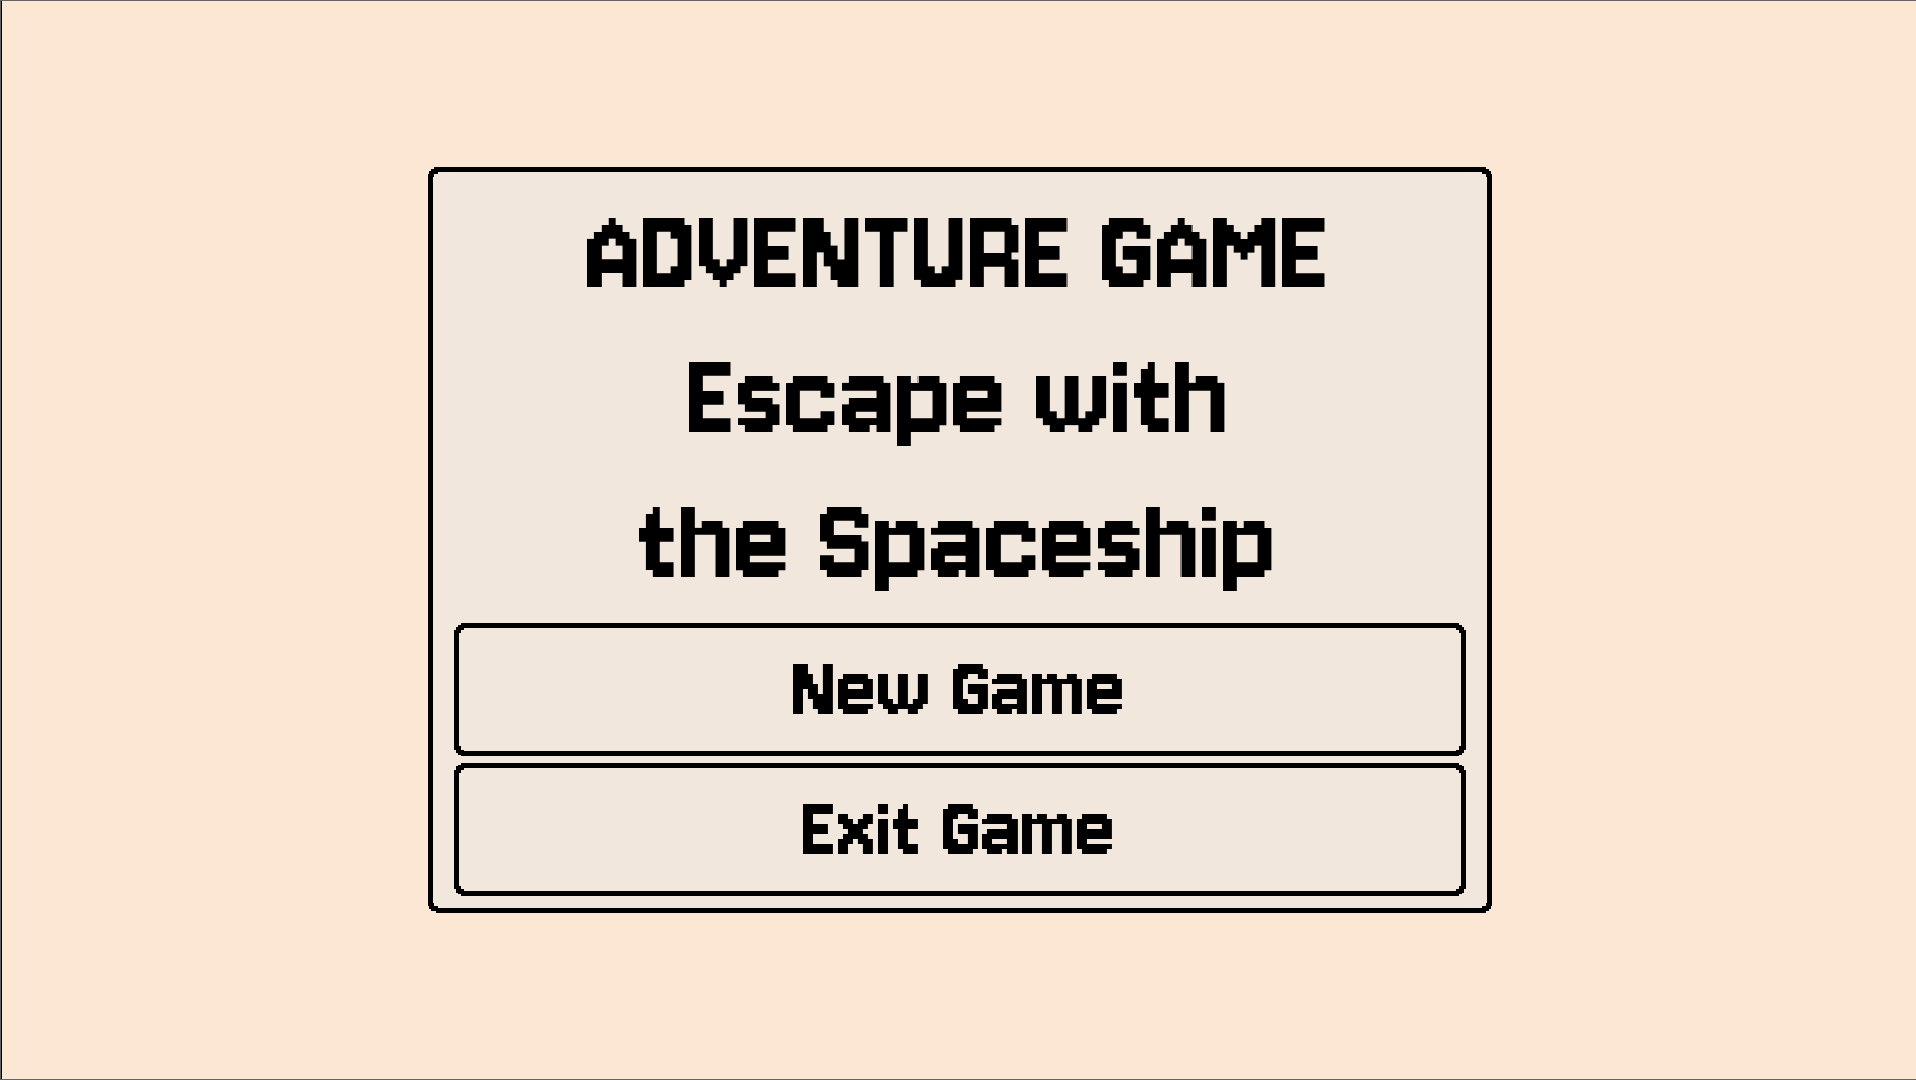 ADVENTURE GAME
Escape with
the Spaceship
New Game
Exit Game